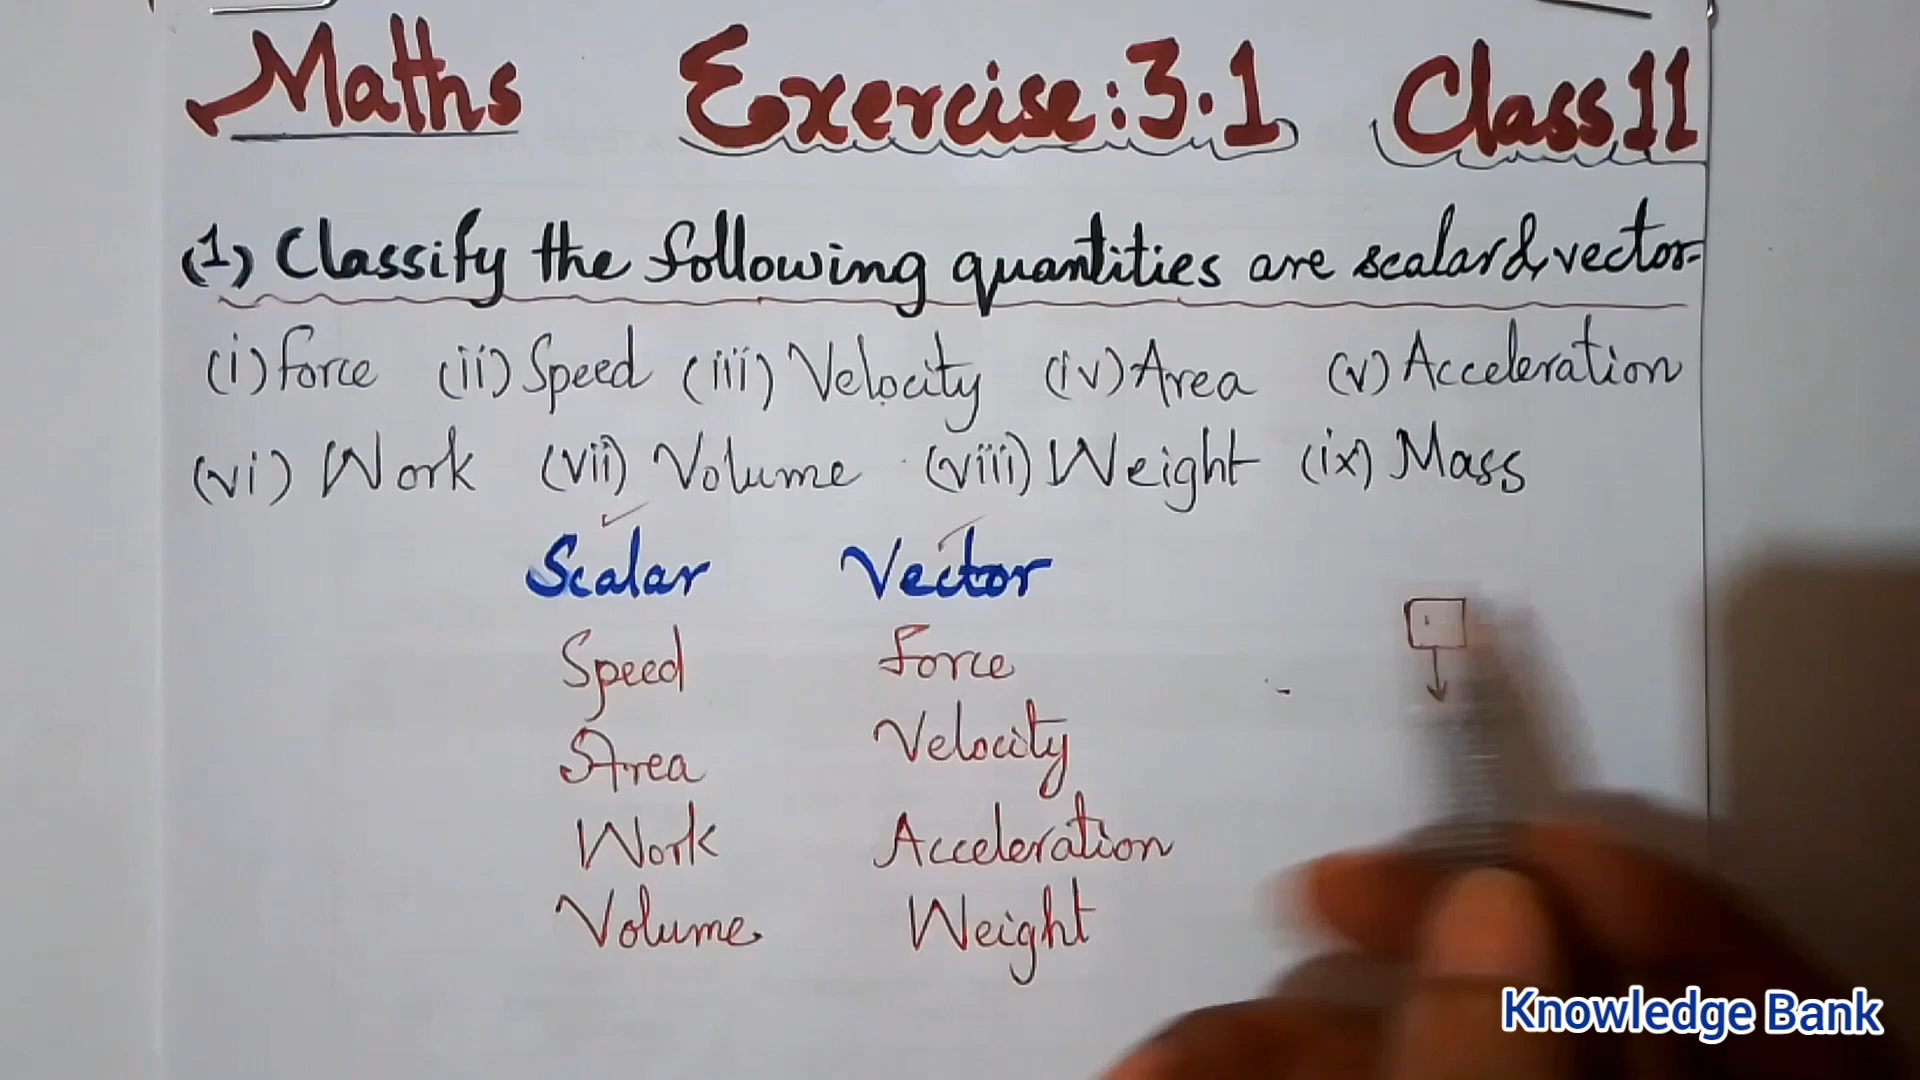 Maths Exercise:3.1 Class 11
(1) Classify the following quantities are scalar & vector-
(i) Force (ii) Speed (iii) Velocity (iv) Area (v) Acceleration
(vi) Work (vii) Volume (viii) Weight (ix) Mass
Scalar Vector
Speed Force
Area Velocity
Work Acceleration
Volume Weight
Knowledge Bank